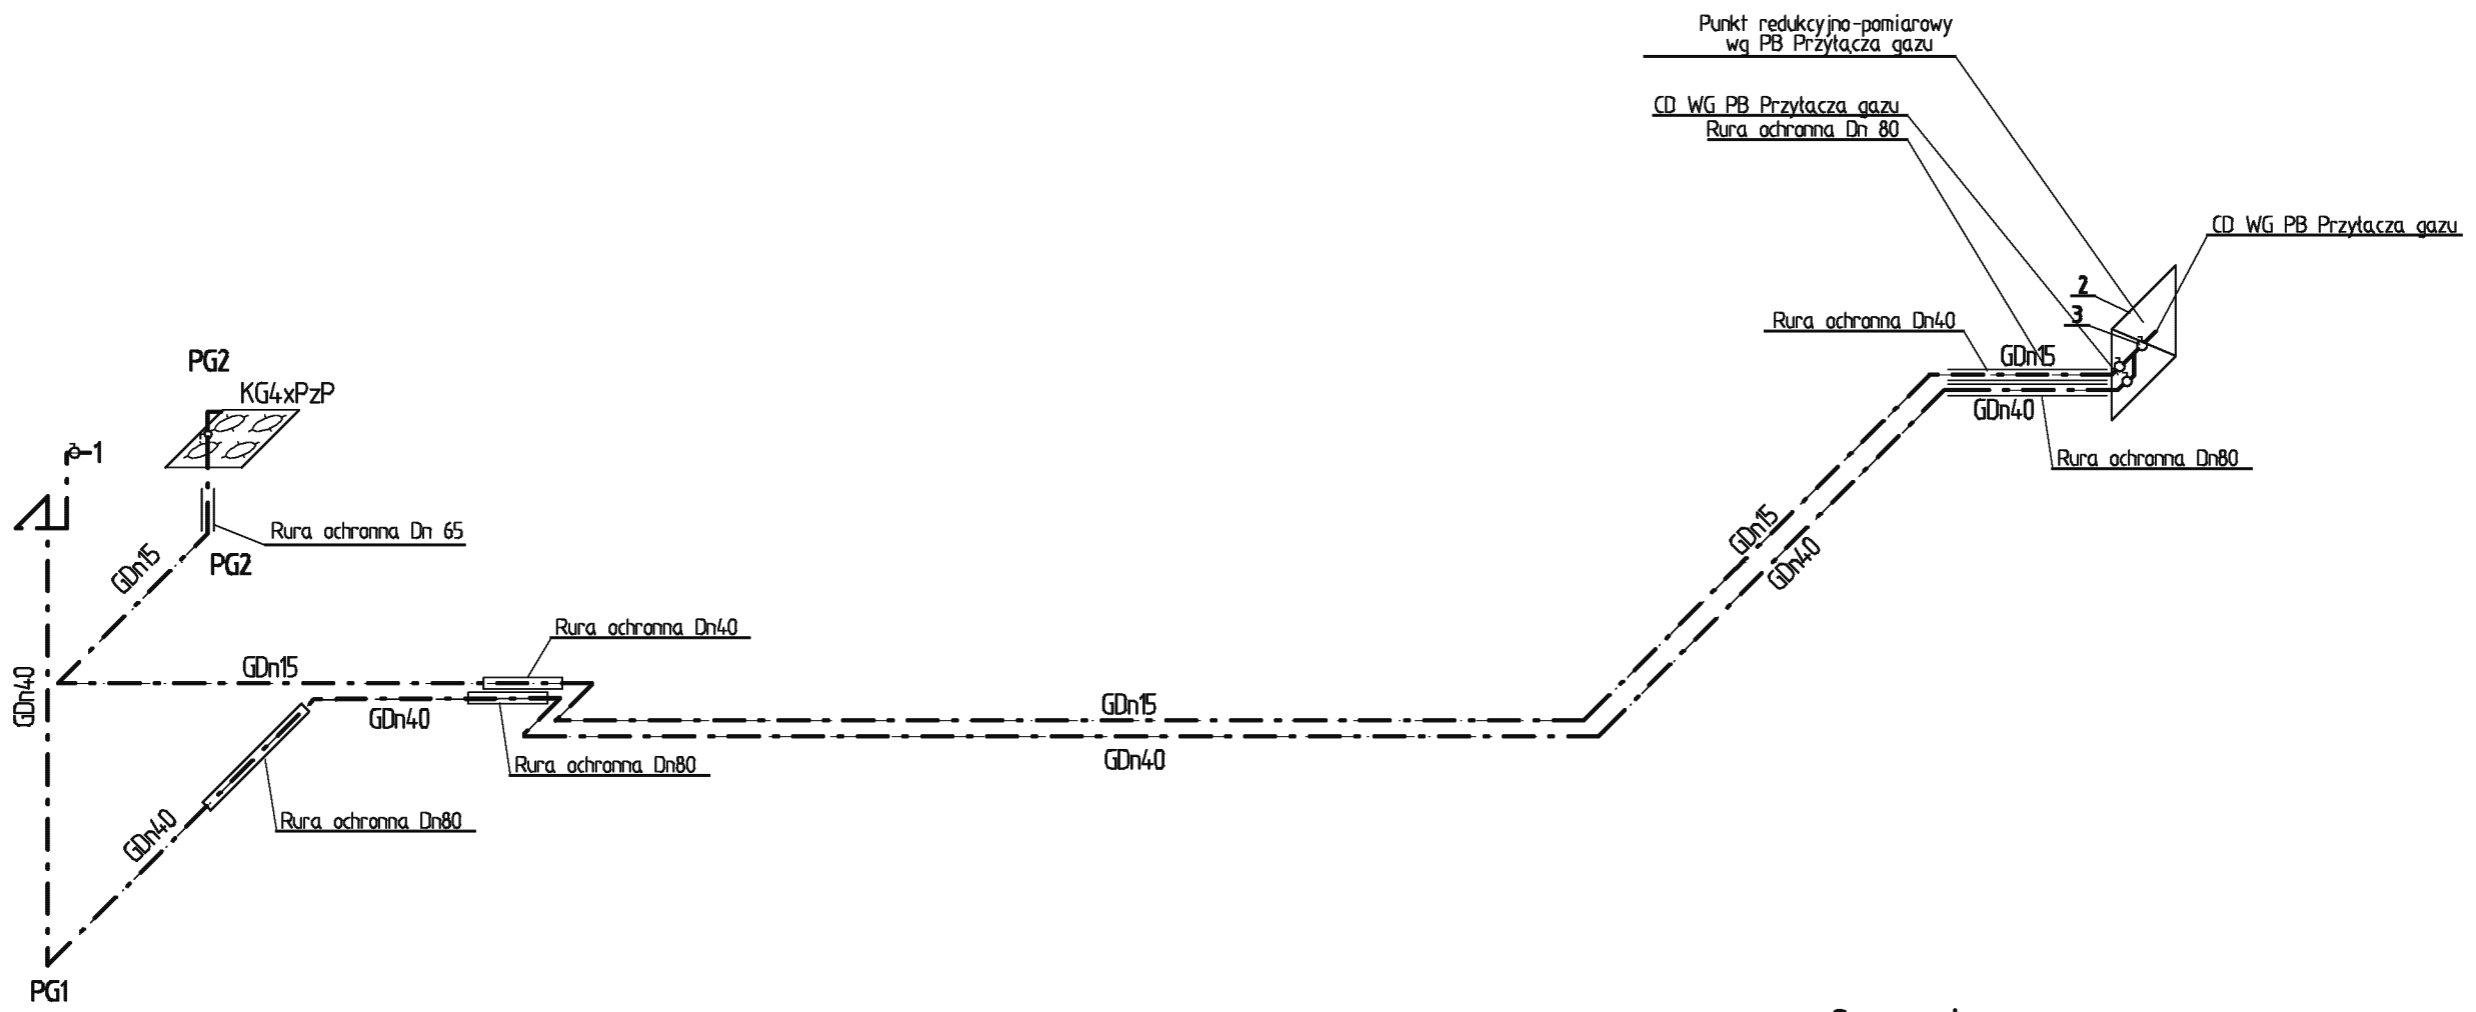 Punkt redukcyjno-pomiarowy
wg PB Przyłącza gazu
CD WG PB Przyłącza gazu
Rura ochronna Dn 80
CD WG PB Przyłącza gazu
2
3
Rura ochronna Dn40
GDn15
GDn40
Rura ochronna Dn80
PG2
KG4xPzP
1
Rura ochronna Dn 65
PG2
GDn15
GDn15
GDn40
Rura ochronna Dn40
GDn15
GDn40
GDn40
GDn15
GDn40
Rura ochronna Dn80
Rura ochronna Dn80
GDn40
PG1